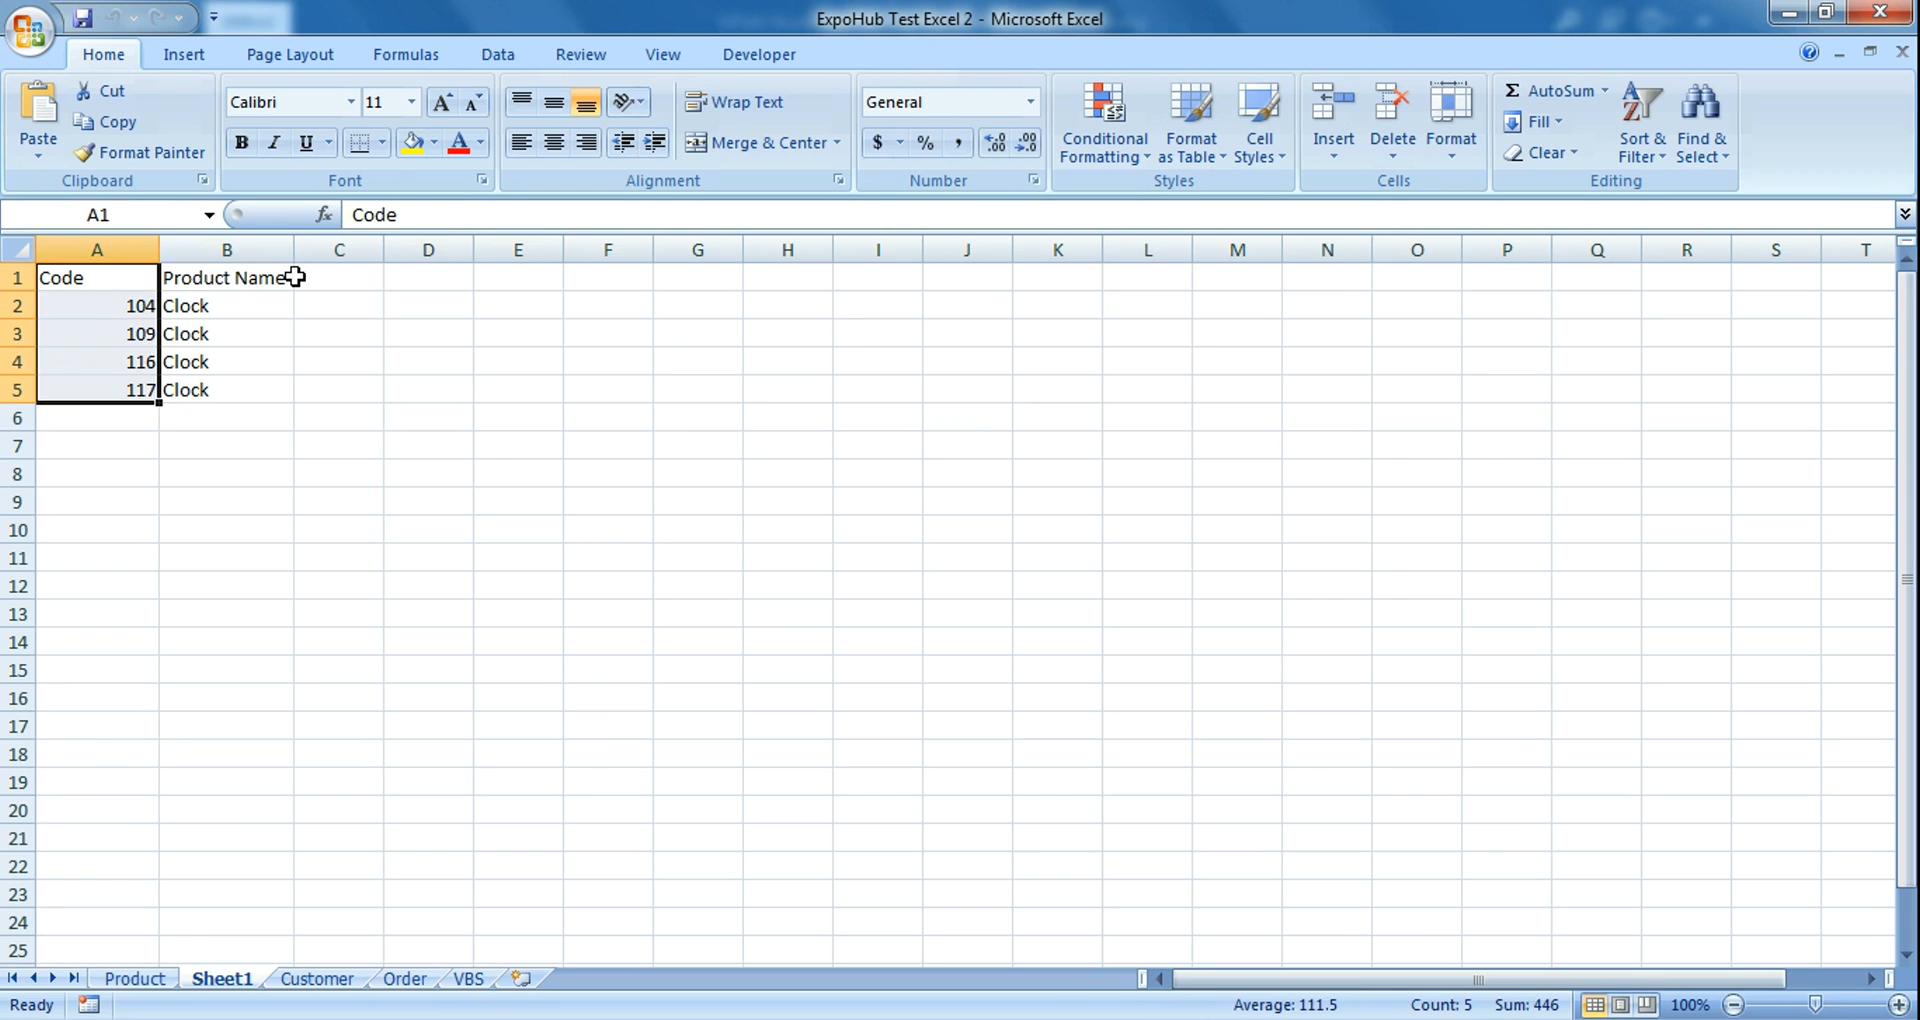 ExpoHub Test Excel 2 - Microsoft Excel
Home Insert Page Layout Formulas Data Review View Developer
Paste
Cut
Copy
Format Painter
Clipboard
Calibri 11
B I U A
Font
Wrap Text
Merge & Center
Alignment
General
$ % , .0 .00 .00 .0
Number
Conditional Formatting
Format as Table
Cell Styles
Styles
Insert Delete Format
Cells
Σ AutoSum
Fill
Clear
Sort & Filter
Find & Select
Editing
A1 fx Code
A B C D E F G H I J K L M N O P Q R S T
1 Code Product Name
2 104 Clock
3 109 Clock
4 116 Clock
5 117 Clock
6
7
8
9
10
11
12
13
14
15
16
17
18
19
20
21
22
23
24
25
Product Sheet1 Customer Order VBS
Ready Average: 111.5 Count: 5 Sum: 446 100%